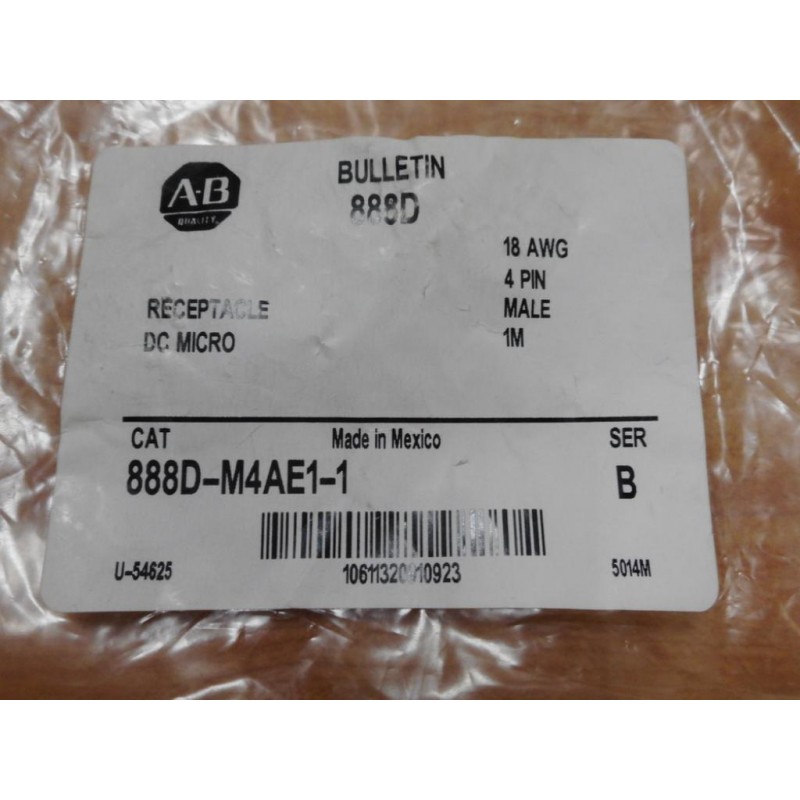 A-B
QUALITY
BULLETIN
888D
18 AWG
4 PIN
RECEPTACLE MALE
DC MICRO 1M
CAT Made in Mexico SER
888D-M4AE1-1 B
U-54625 10611320910923 5014M